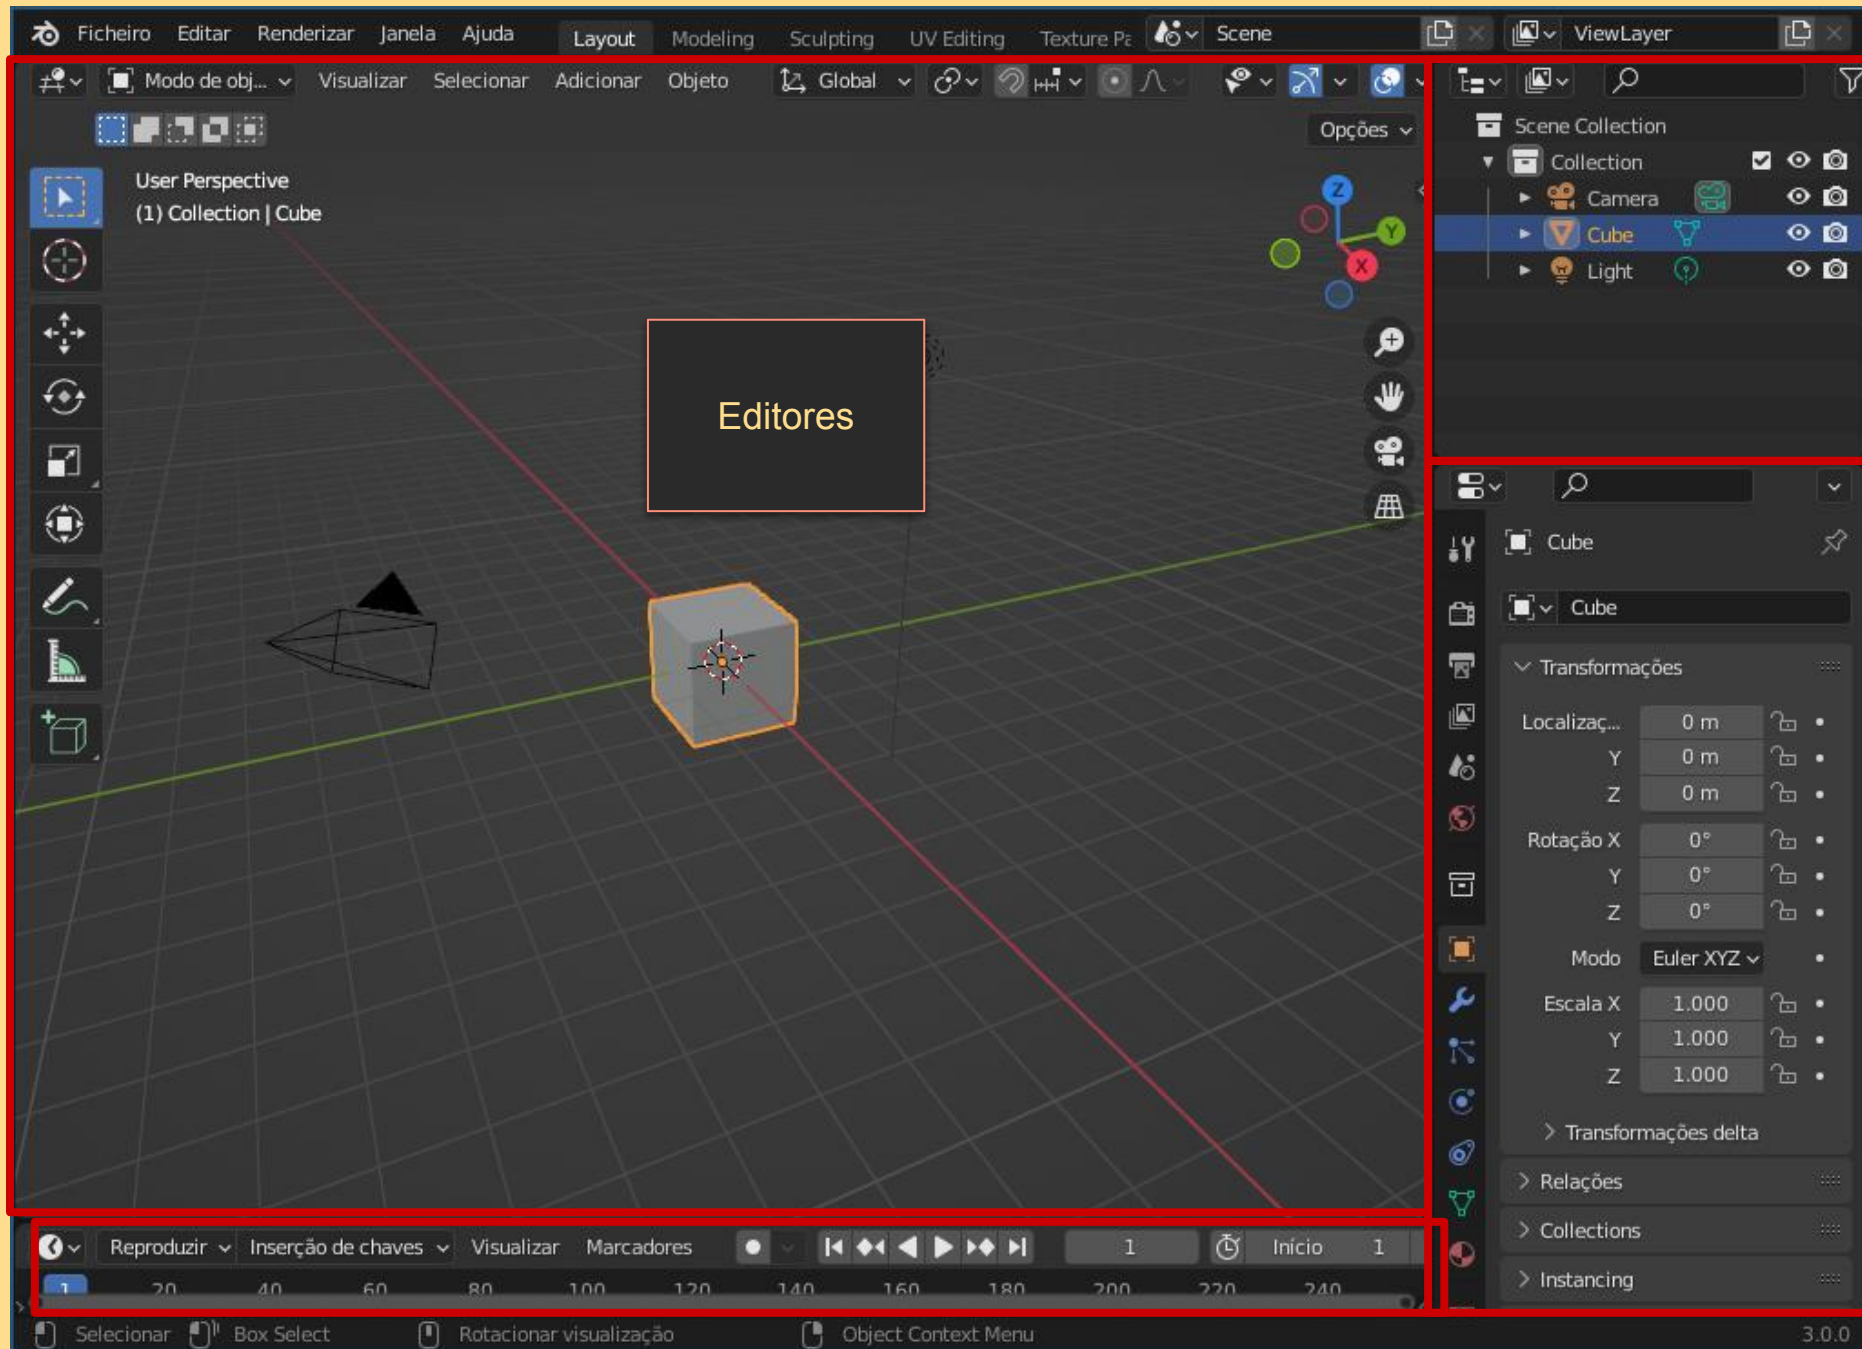 Ficheiro Editar Renderizar Janela Ajuda Layout Modeling Sculpting UV Editing Texture Pa Scene ViewLayer
Modo de obj... Visualizar Selecionar Adicionar Objeto Global
Opções
User Perspective
(1) Collection | Cube
Z
Y
X
Editores
Scene Collection
Collection
Camera
Cube
Light
Cube
Cube
Transformações
Localizaç... 0 m
Y 0 m
Z 0 m
Rotação X 0°
Y 0°
Z 0°
Modo Euler XYZ
Escala X 1.000
Y 1.000
Z 1.000
Transformações delta
Relações
Collections
Instancing
Reproduzir Inserção de chaves Visualizar Marcadores 1 Início 1
1 20 40 60 80 100 120 140 160 180 200 220 240
Selecionar Box Select Rotacionar visualização Object Context Menu 3.0.0